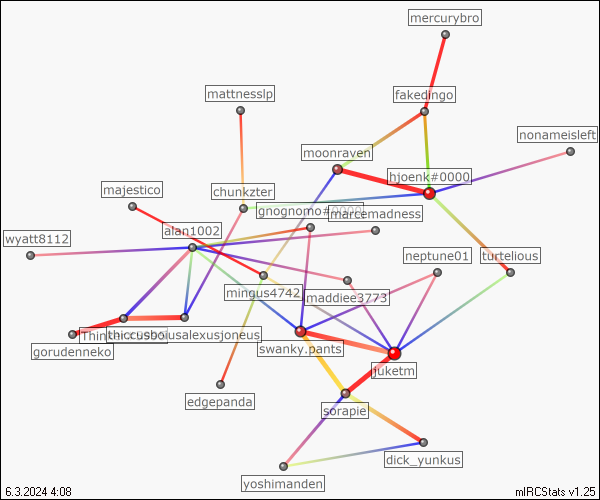 mercurybro
mattnesslp
fakedingo
nonameisleft
moonraven
hjoenk#0000
majestico
chunkzter
gnognomo#0000
marcemadness
alan1002
wyatt8112
neptune01
turtelious
mingus4742
maddiee3773
thiccusboiusalexusjoneus
swanky.pants
gorudenneko
juketm
edgepanda
sorapie
dick_yunkus
yoshimanden
6.3.2024 4:08
mIRCStats v1.25